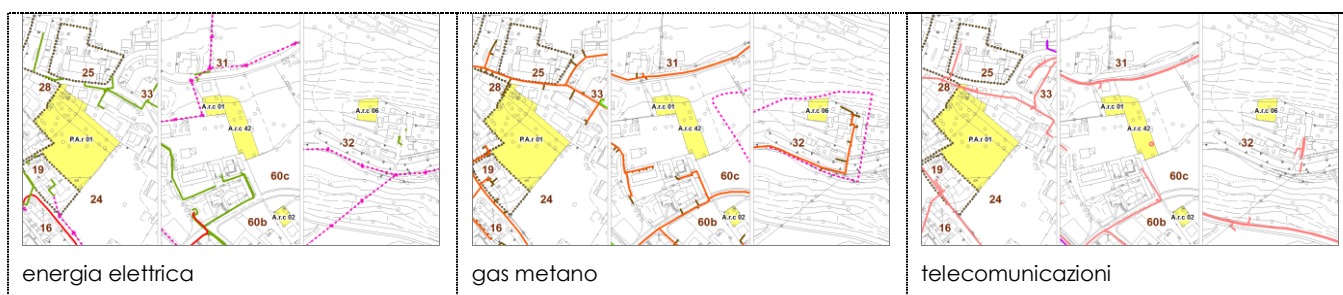 25
28
33
P.A.r 01
19
24
16
31
A.r.c 01
A.r.c 42
60c
60b
A.r.c 02
A.r.c 06
32
energia elettrica
25
28
33
P.A.r 01
19
24
16
31
A.r.c 01
A.r.c 42
60c
60b
A.r.c 02
A.r.c 06
32
gas metano
25
28
33
P.A.r 01
19
24
16
31
A.r.c 01
A.r.c 42
60c
60b
A.r.c 02
A.r.c 06
32
telecomunicazioni